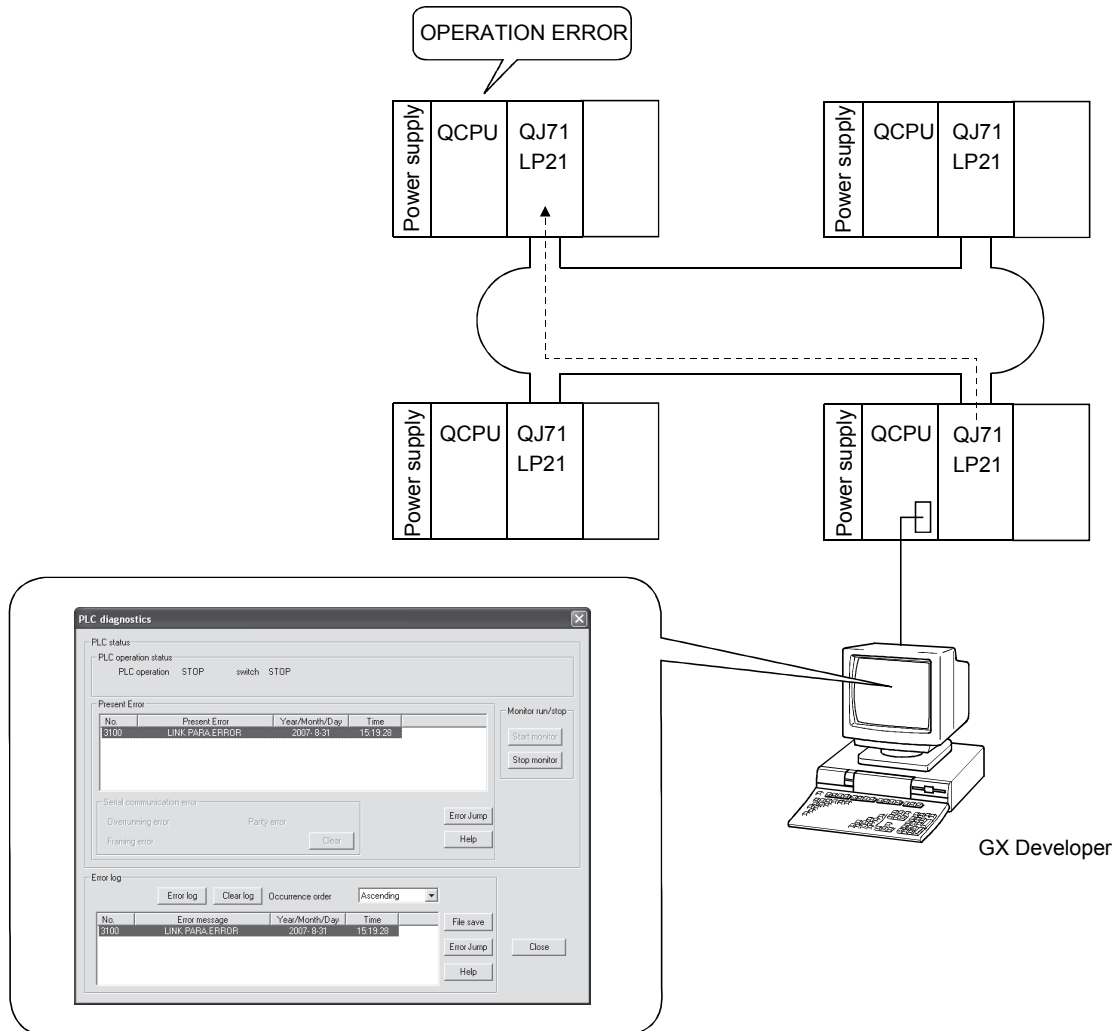 OPERATION ERROR
Power supply
QCPU
QJ71
LP21
Power supply
QCPU
QJ71
LP21
Power supply
QCPU
QJ71
LP21
Power supply
QCPU
QJ71
LP21
PLC diagnostics
PLC status
PLC operation status
PLC operation STOP switch STOP
Present Error
No. Present Error Year/Month/Day Time
3100 LINK PARA.ERROR 2007- 8-31 15:19:28
Monitor run/stop
Start monitor
Stop monitor
Serial communication error
Overrunning error Parity error
Framing error Clear
Error Jump
Help
Error log
Error log Clear log Occurrence order Ascending
No. Error message Year/Month/Day Time
3100 LINK PARA.ERROR 2007- 8-31 15:19:28
File save
Error Jump
Close
Help
GX Developer